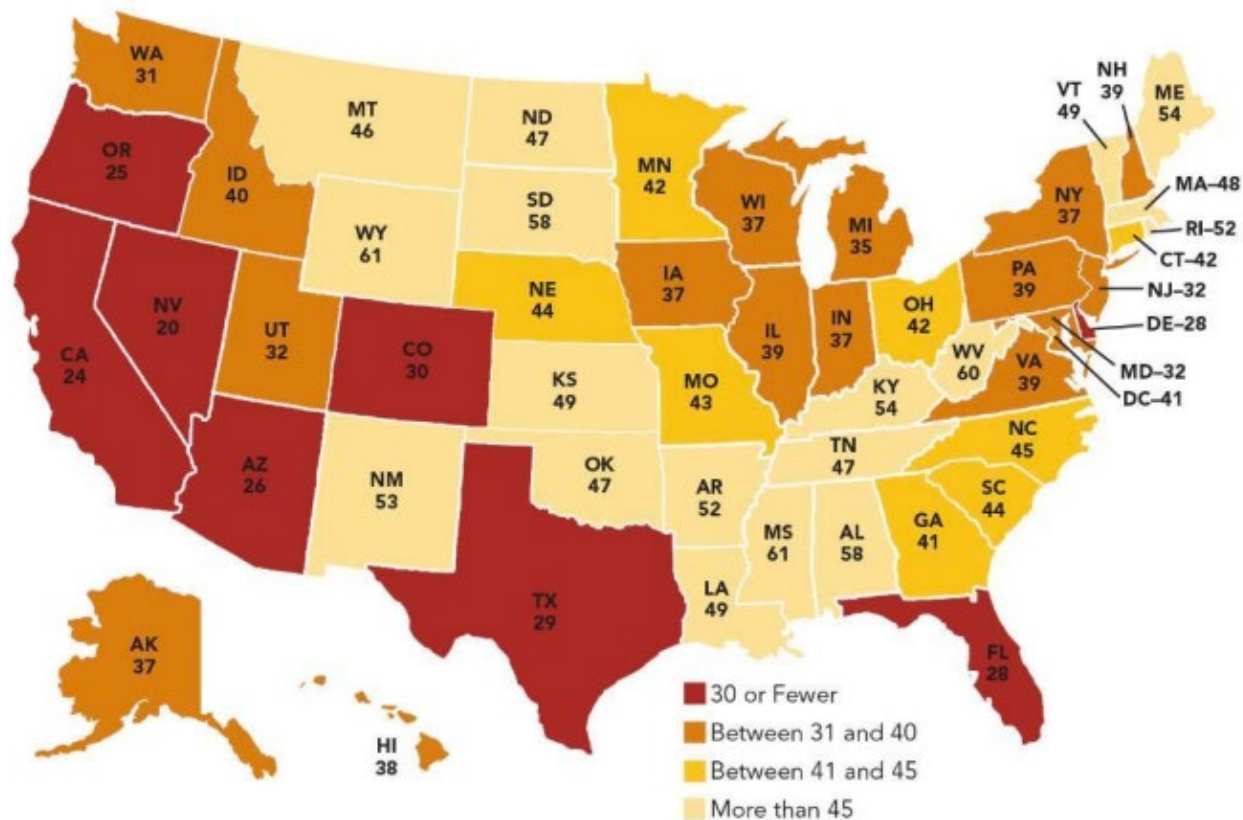 WA
31
OR
25
ID
40
MT
46
ND
47
MN
42
SD
58
WY
61
WI
37
MI
35
NY
37
VT
49
NH
39
ME
54
MA–48
RI–52
CT–42
NJ–32
DE–28
MD–32
DC–41
PA
39
NV
20
CA
24
UT
32
CO
30
NE
44
IA
37
IL
39
IN
37
OH
42
WV
60
VA
39
KS
49
MO
43
KY
54
NC
45
TN
47
SC
44
AZ
26
NM
53
OK
47
AR
52
MS
61
AL
58
GA
41
LA
49
TX
29
FL
28
AK
37
HI
38
30 or Fewer
Between 31 and 40
Between 41 and 45
More than 45